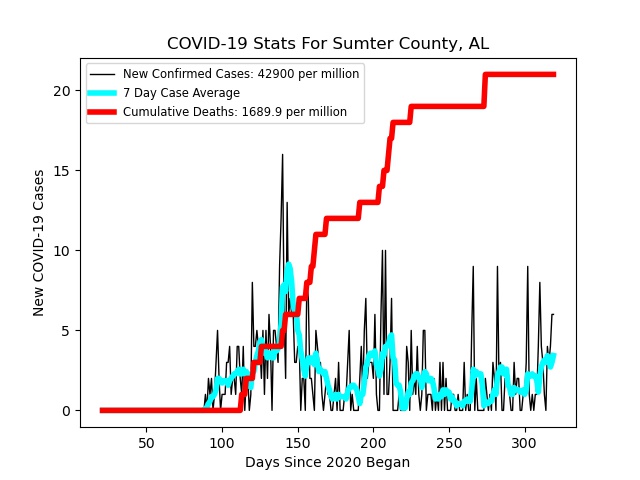 COVID-19 Stats For Sumter County, AL
New Confirmed Cases: 42900 per million
7 Day Case Average
Cumulative Deaths: 1689.9 per million
New COVID-19 Cases
20
15
10
5
0
50 100 150 200 250 300
Days Since 2020 Began